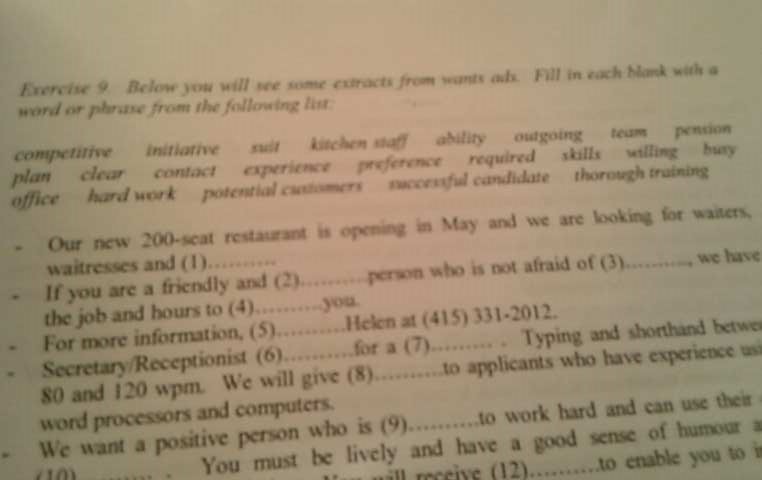 Exercise 9. Below you will see some extracts from wants ads. Fill in each blank with a
word or phrase from the following list:
competitive initiative suit kitchen staff ability outgoing team pension
plan clear contact experience preference required skills willing busy
office hard work potential customers successful candidate thorough training
- Our new 200-seat restaurant is opening in May and we are looking for waiters,
waitresses and (1)..........
- If you are a friendly and (2)..........person who is not afraid of (3).........., we have
the job and hours to (4)..........you.
- For more information, (5)..........Helen at (415) 331-2012.
- Secretary/Receptionist (6)..........for a (7)......... . Typing and shorthand
80 and 120 wpm. We will give (8)..........to applicants who have experience
word processors and computers.
- We want a positive person who is (9)..........to work hard and can use their
(10).......... . You must be lively and have a good sense of humour
will receive (12)..........to enable you to